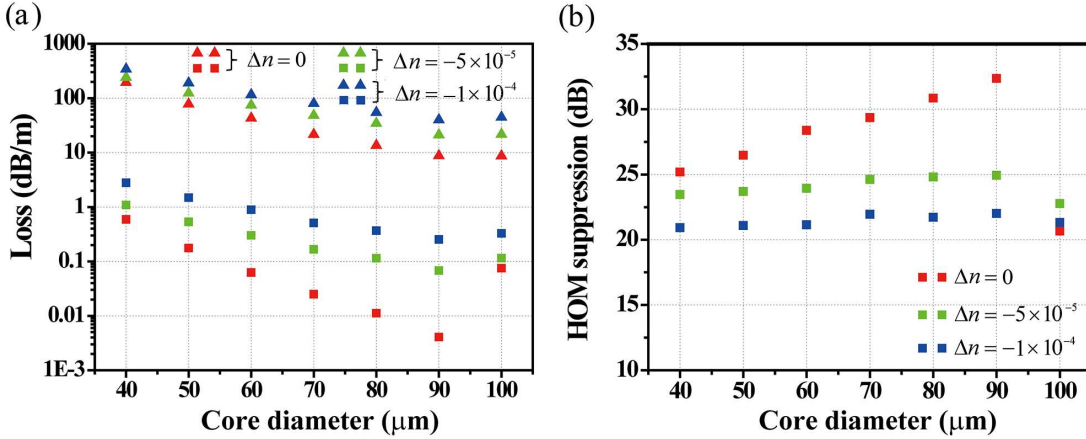 (a)
1000
100
10
1
0.1
0.01
1E-3
Loss (dB/m)
Δn = 0
Δn = −5×10⁻⁵
Δn = −1×10⁻⁴
40 50 60 70 80 90 100
Core diameter (μm)
(b)
35
30
25
20
15
10
HOM suppression (dB)
Δn = 0
Δn = −5×10⁻⁵
Δn = −1×10⁻⁴
40 50 60 70 80 90 100
Core diameter (μm)